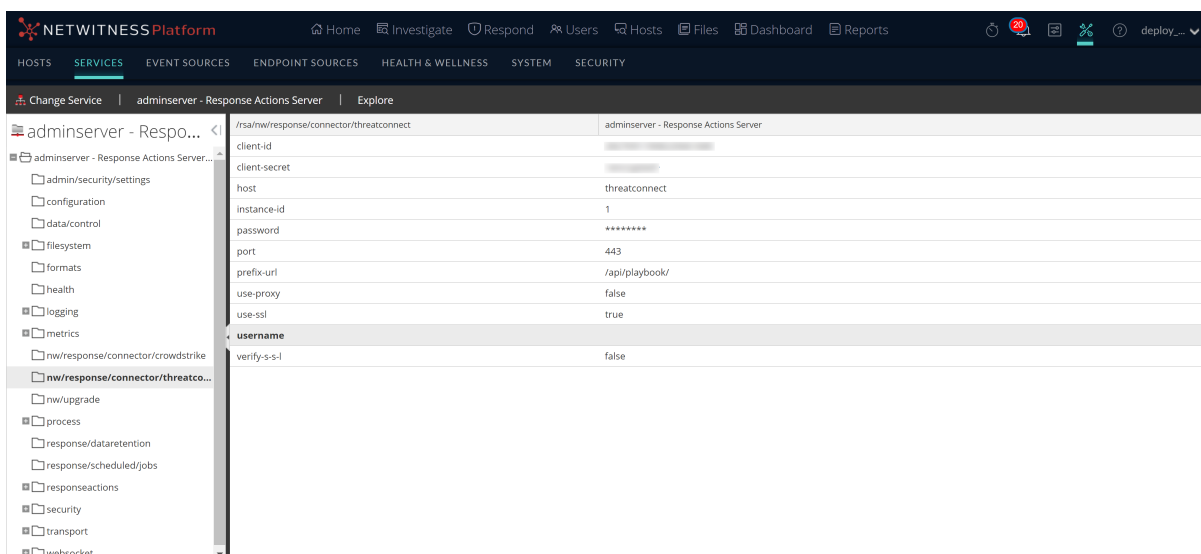 NETWITNESS Platform
Home Investigate Respond Users Hosts Files Dashboard Reports 20 deploy_...
HOSTS SERVICES EVENT SOURCES ENDPOINT SOURCES HEALTH & WELLNESS SYSTEM SECURITY
Change Service | adminserver - Response Actions Server | Explore
adminserver - Respo...
adminserver - Response Actions Server...
admin/security/settings
configuration
data/control
filesystem
formats
health
logging
metrics
nw/response/connector/crowdstrike
nw/response/connector/threatco...
nw/upgrade
process
response/dataretention
response/scheduled/jobs
responseactions
security
transport
websocket
/rsa/nw/response/connector/threatconnect adminserver - Response Actions Server
client-id
client-secret
host threatconnect
instance-id 1
password ********
port 443
prefix-url /api/playbook/
use-proxy false
use-ssl true
username
verify-s-s-l false